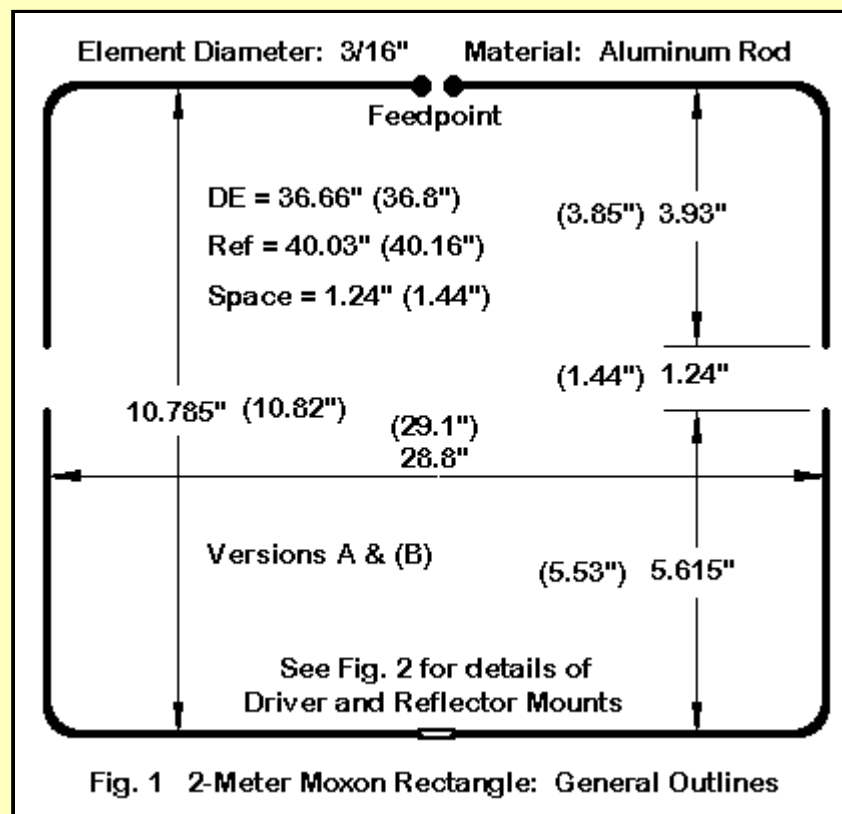 Element Diameter: 3/16" Material: Aluminum Rod
Feedpoint
DE = 36.66" (36.8")
Ref = 40.03" (40.16")
Space = 1.24" (1.44")
(3.85") 3.93"
(1.44") 1.24"
10.785" (10.82")
(29.1")
28.8"
Versions A & (B)
(5.53") 5.615"
See Fig. 2 for details of
Driver and Reflector Mounts
Fig. 1 2-Meter Moxon Rectangle: General Outlines